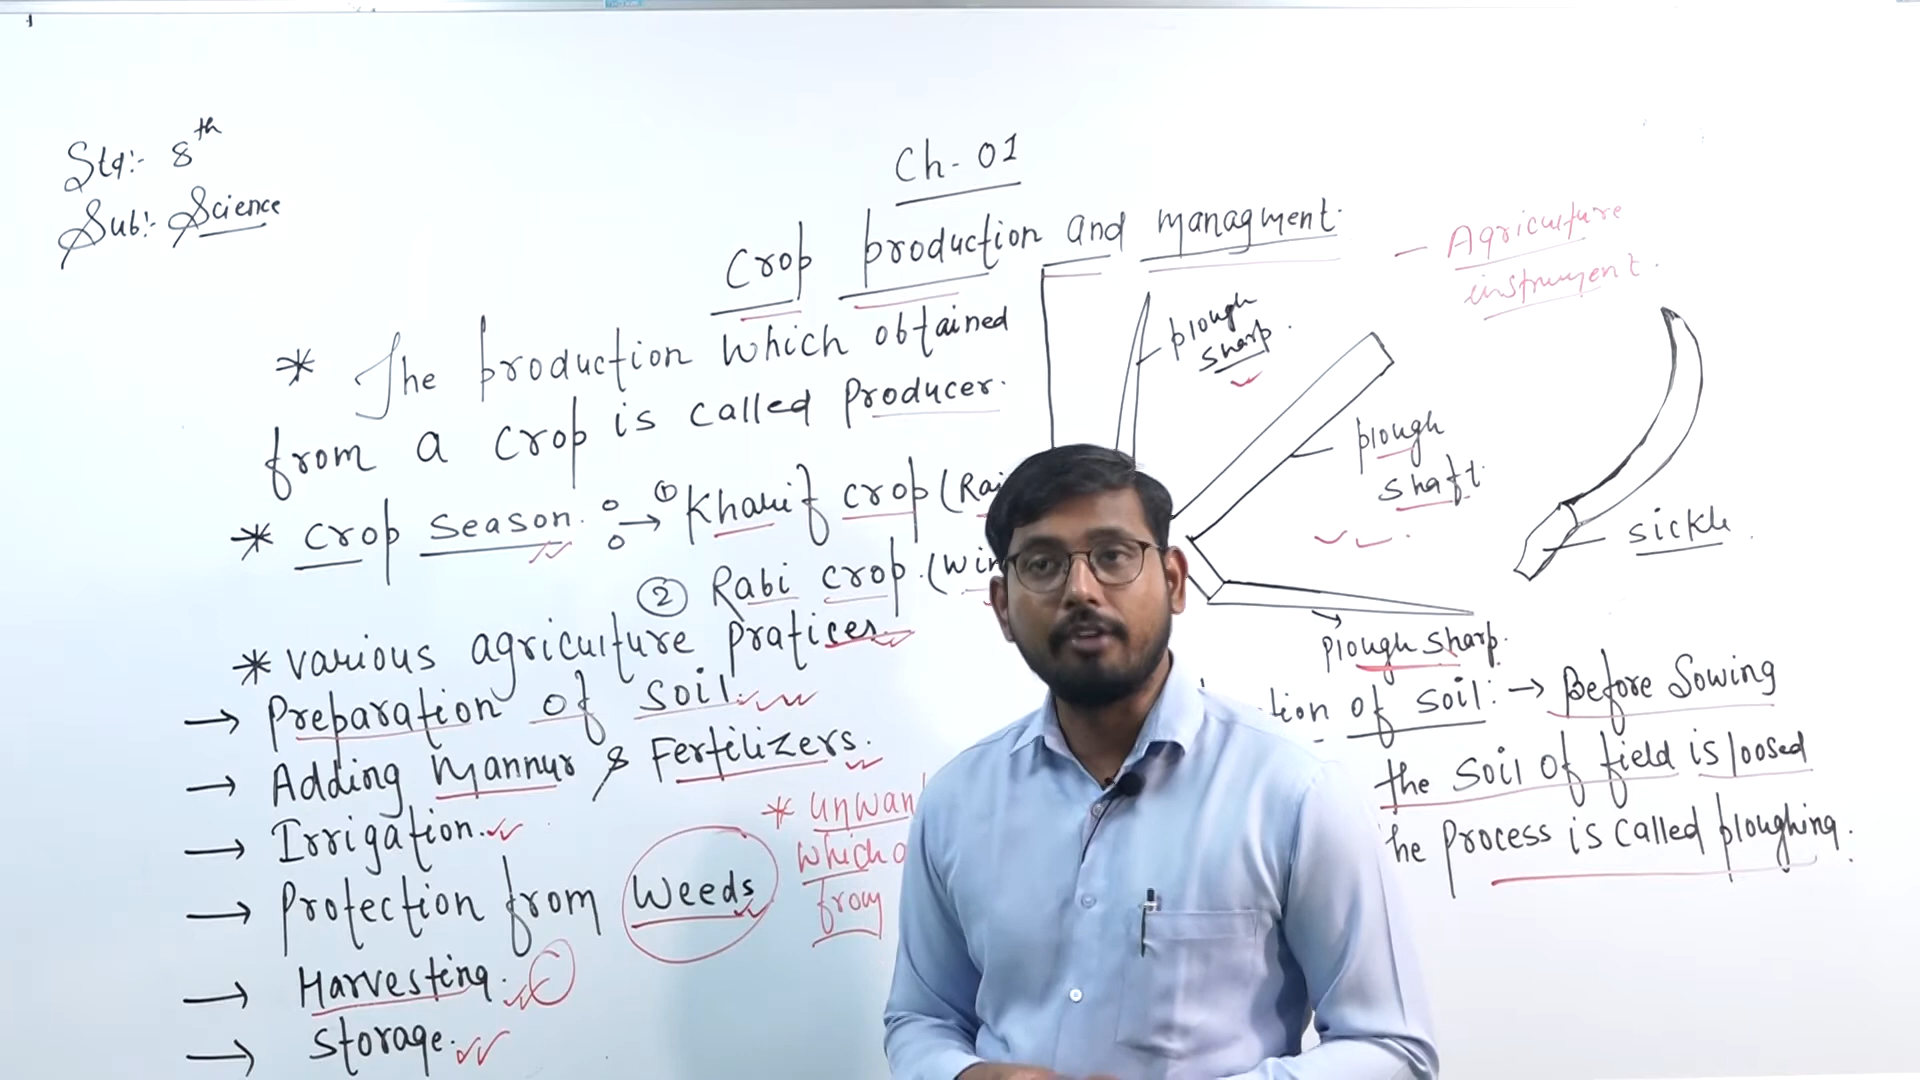 Std:- 8th
Sub:- Science
Ch-01
Crop production and managment.
* The production which obtained
from a crop is called Producer.
* Crop Season. → ① Kharif crop (Rai
② Rabi crop. (Win
* Various agriculture pratices
→ Preparation of soil.
→ Adding Mannur & Fertilizers.
→ Irrigation.
→ Protection from Weeds
→ Harvesting.
→ Storage.
* unwan
which
from
- Agriculture
instrument.
plough
sharp.
plough
shaft.
sickle.
plough sharp.
tion of soil: → Before Sowing
the soil of field is loosed
he process is called ploughing.